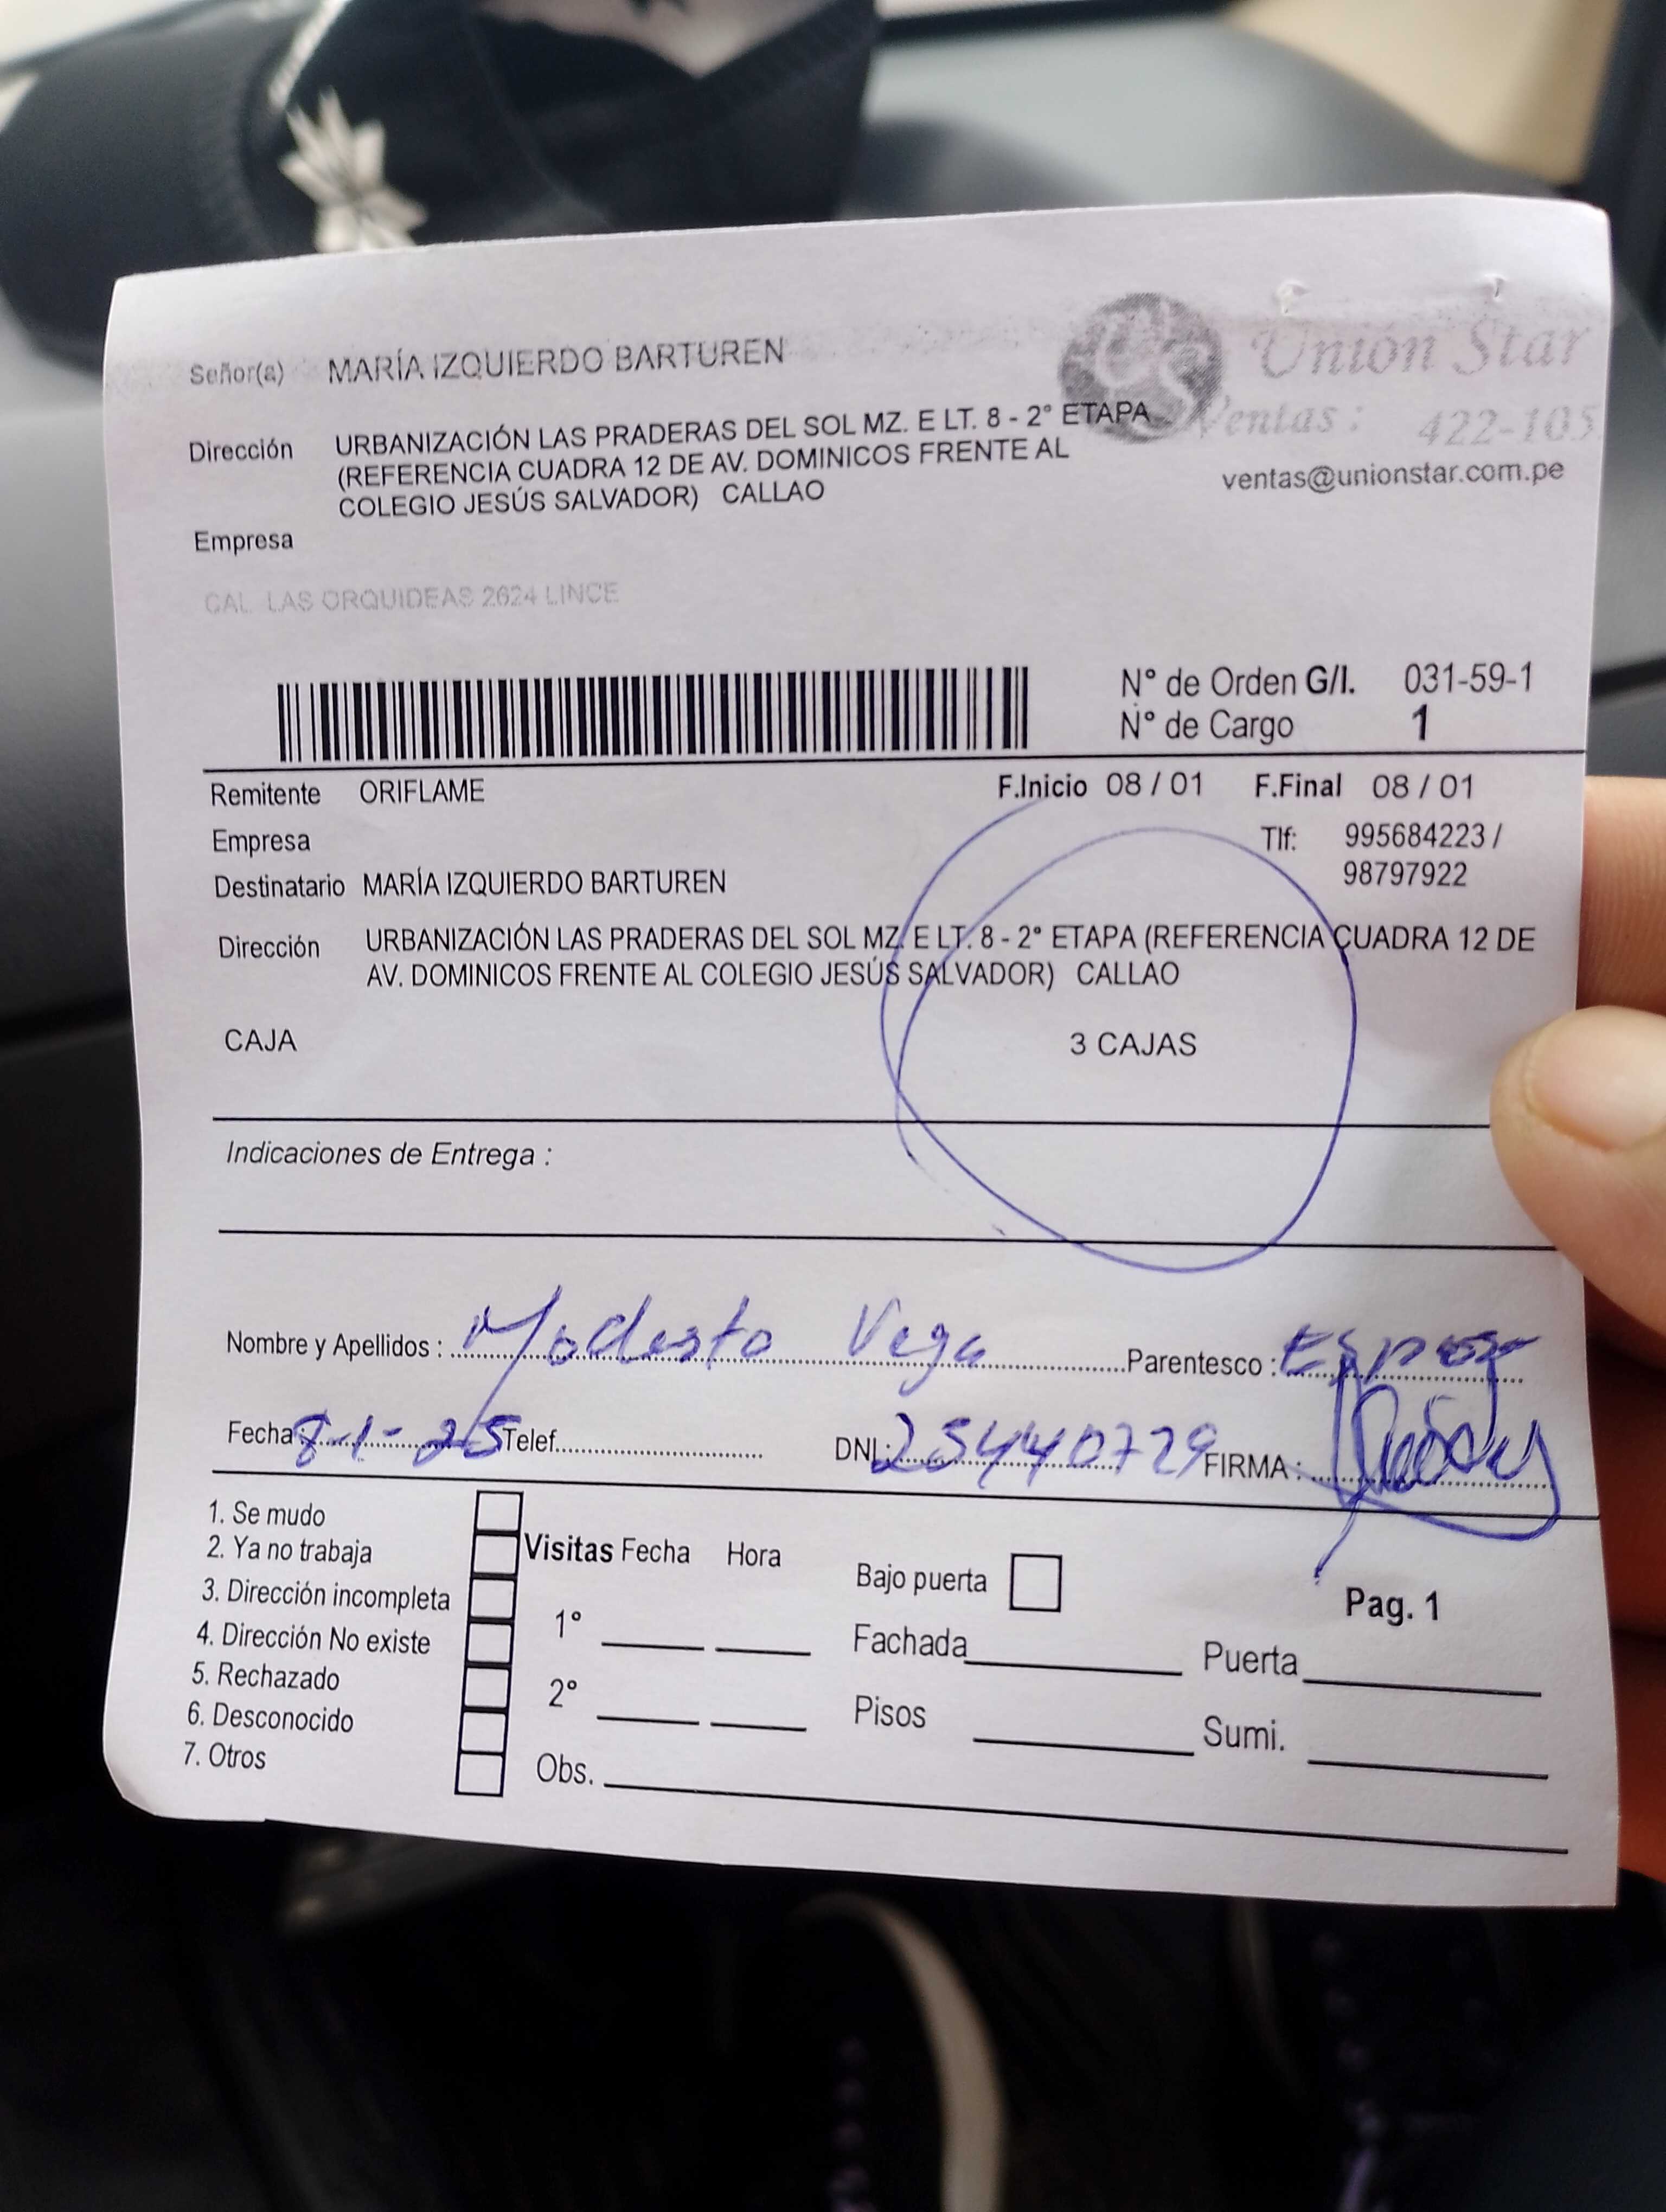 Señor(a) MARÍA IZQUIERDO BARTUREN
Unión Star
Dirección URBANIZACIÓN LAS PRADERAS DEL SOL MZ. E LT. 8 - 2° ETAPA
(REFERENCIA CUADRA 12 DE AV. DOMINICOS FRENTE AL
COLEGIO JESÚS SALVADOR) CALLAO
Ventas : 422-105
ventas@unionstar.com.pe
Empresa
CAL. LAS ORQUIDEAS 2624 LINCE
N° de Orden G/I. 031-59-1
N° de Cargo 1
Remitente ORIFLAME F.Inicio 08 / 01 F.Final 08 / 01
Empresa Tlf: 995684223 /
98797922
Destinatario MARÍA IZQUIERDO BARTUREN
Dirección URBANIZACIÓN LAS PRADERAS DEL SOL MZ. E LT. 8 - 2° ETAPA (REFERENCIA CUADRA 12 DE
AV. DOMINICOS FRENTE AL COLEGIO JESÚS SALVADOR) CALLAO
CAJA 3 CAJAS
Indicaciones de Entrega :
Nombre y Apellidos : Modesto Vega Parentesco : Esposo
Fecha 8-1-25 Telef. DNI: 25440729 FIRMA :
1. Se mudo
2. Ya no trabaja
3. Dirección incompleta
4. Dirección No existe
5. Rechazado
6. Desconocido
7. Otros
Visitas Fecha Hora
1°
2°
Obs.
Bajo puerta
Fachada Puerta
Pisos Sumi.
Pag. 1